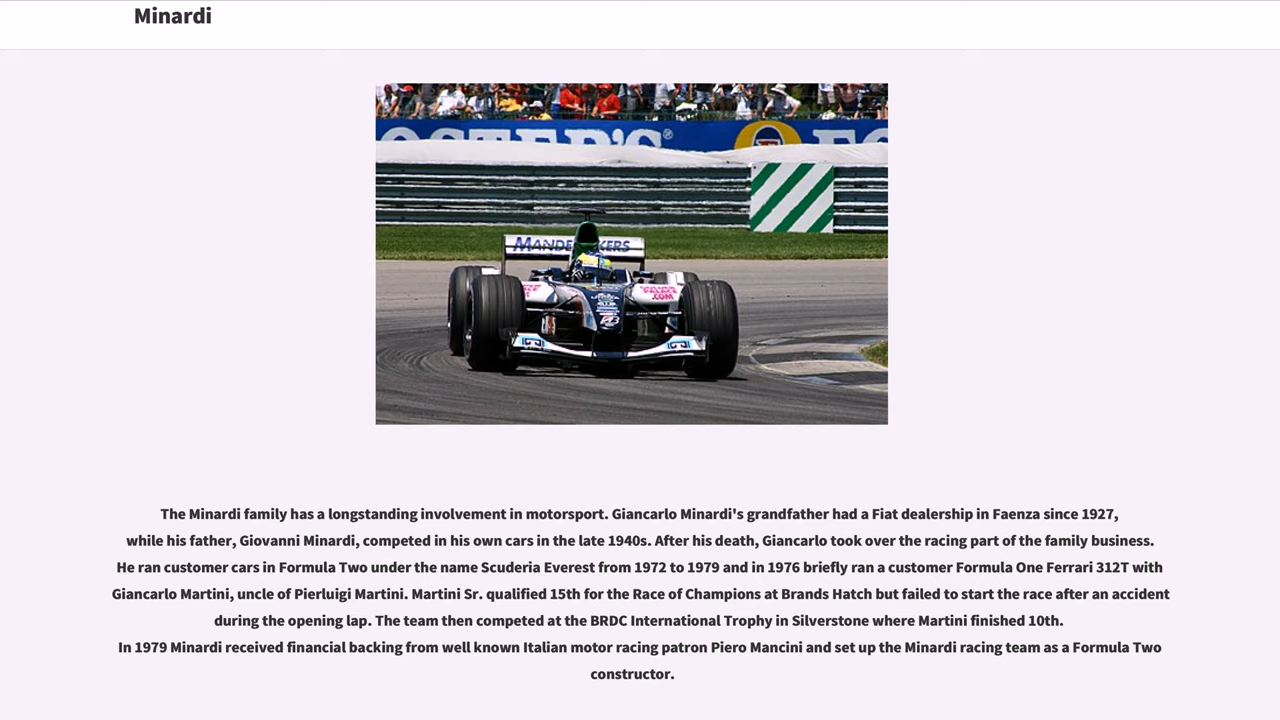 Minardi
OSTER'S®
MANDE KERS
.COM
The Minardi family has a longstanding involvement in motorsport. Giancarlo Minardi's grandfather had a Fiat dealership in Faenza since 1927,
while his father, Giovanni Minardi, competed in his own cars in the late 1940s. After his death, Giancarlo took over the racing part of the family business.
He ran customer cars in Formula Two under the name Scuderia Everest from 1972 to 1979 and in 1976 briefly ran a customer Formula One Ferrari 312T with
Giancarlo Martini, uncle of Pierluigi Martini. Martini Sr. qualified 15th for the Race of Champions at Brands Hatch but failed to start the race after an accident
during the opening lap. The team then competed at the BRDC International Trophy in Silverstone where Martini finished 10th.
In 1979 Minardi received financial backing from well known Italian motor racing patron Piero Mancini and set up the Minardi racing team as a Formula Two
constructor.